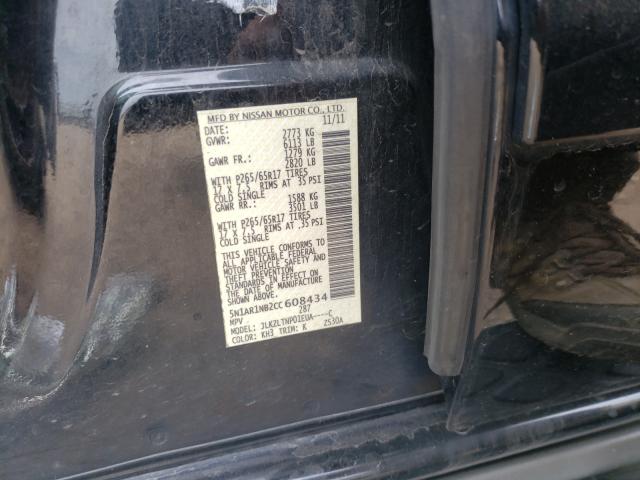 MFD BY NISSAN MOTOR CO., LTD.
DATE: 11/11
GVWR: 2773 KG
6113 LB
GAWR FR.: 1279 KG
2820 LB
WITH P265/65R17 TIRES
17 X 7.5 RIMS AT 35 PSI
COLD SINGLE
GAWR RR.: 1588 KG
3501 LB
WITH P265/65R17 TIRES
17 X 7.5 RIMS AT 35 PSI
COLD SINGLE
THIS VEHICLE CONFORMS TO
ALL APPLICABLE FEDERAL
MOTOR VEHICLE SAFETY AND
THEFT PREVENTION
STANDARDS IN EFFECT ON
THE DATE OF MANUFACTURE
SHOWN ABOVE.
5N1AR1NB2CC608434
MPV 287
MODEL: JLKZLTNPD1EUA----C
COLOR: KH3 TRIM: K ZS30A